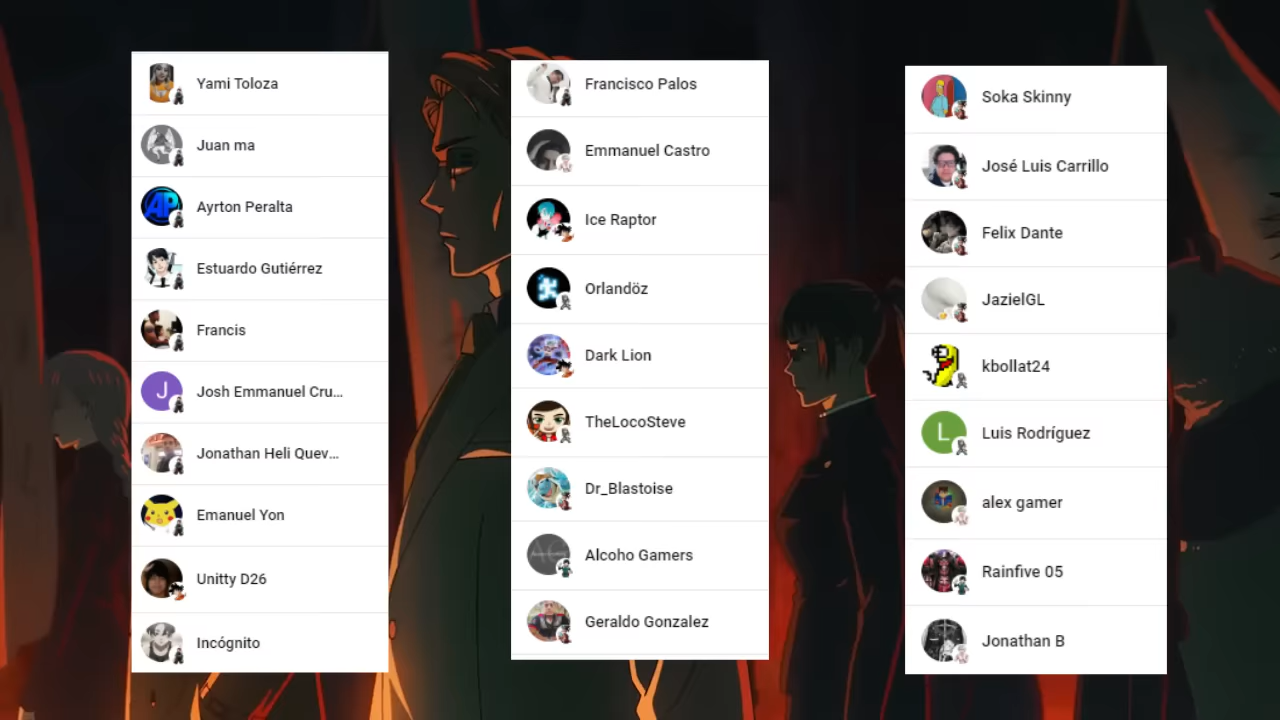 Yami Toloza
Juan ma
AP
Ayrton Peralta
Estuardo Gutiérrez
Francis
J
Josh Emmanuel Cru...
Jonathan Heli Quev...
Emanuel Yon
Unitty D26
Incógnito
Francisco Palos
Emmanuel Castro
Ice Raptor
Orlandöz
Dark Lion
TheLocoSteve
Dr_Blastoise
Alcoho Gamers
Geraldo Gonzalez
Soka Skinny
José Luis Carrillo
Felix Dante
JazielGL
kbollat24
L
Luis Rodríguez
alex gamer
Rainfive 05
Jonathan B